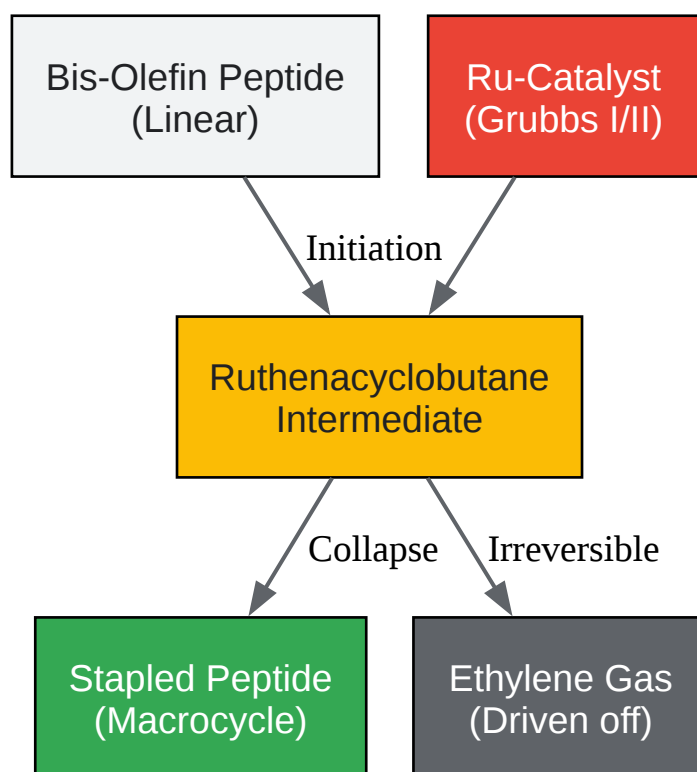 Bis-Olefin Peptide
(Linear)
Ru-Catalyst
(Grubbs I/II)
Initiation
Ruthenacyclobutane
Intermediate
Collapse
Irreversible
Stapled Peptide
(Macrocycle)
Ethylene Gas
(Driven off)